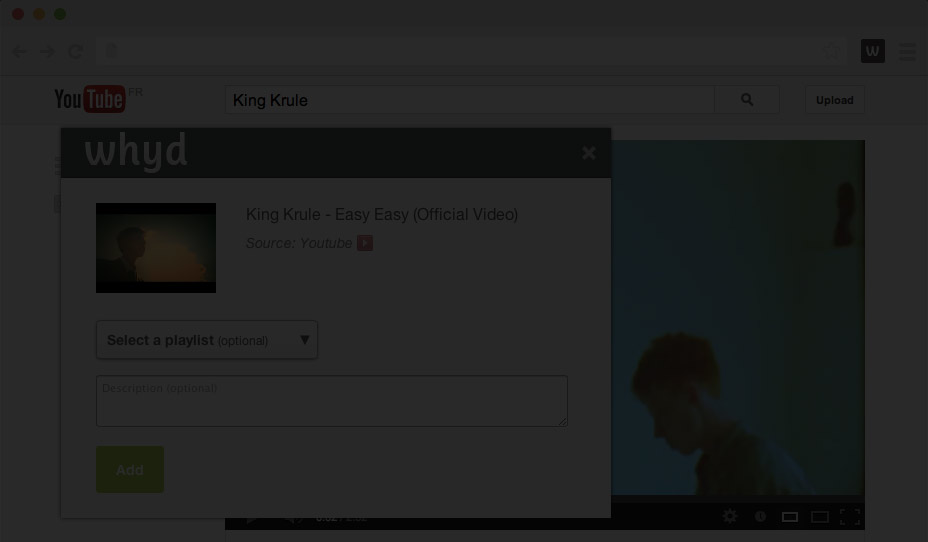 w
YouTube FR
King Krule
Upload
whyd
King Krule - Easy Easy (Official Video)
Source: Youtube
Select a playlist (optional)
Description (optional)
Add